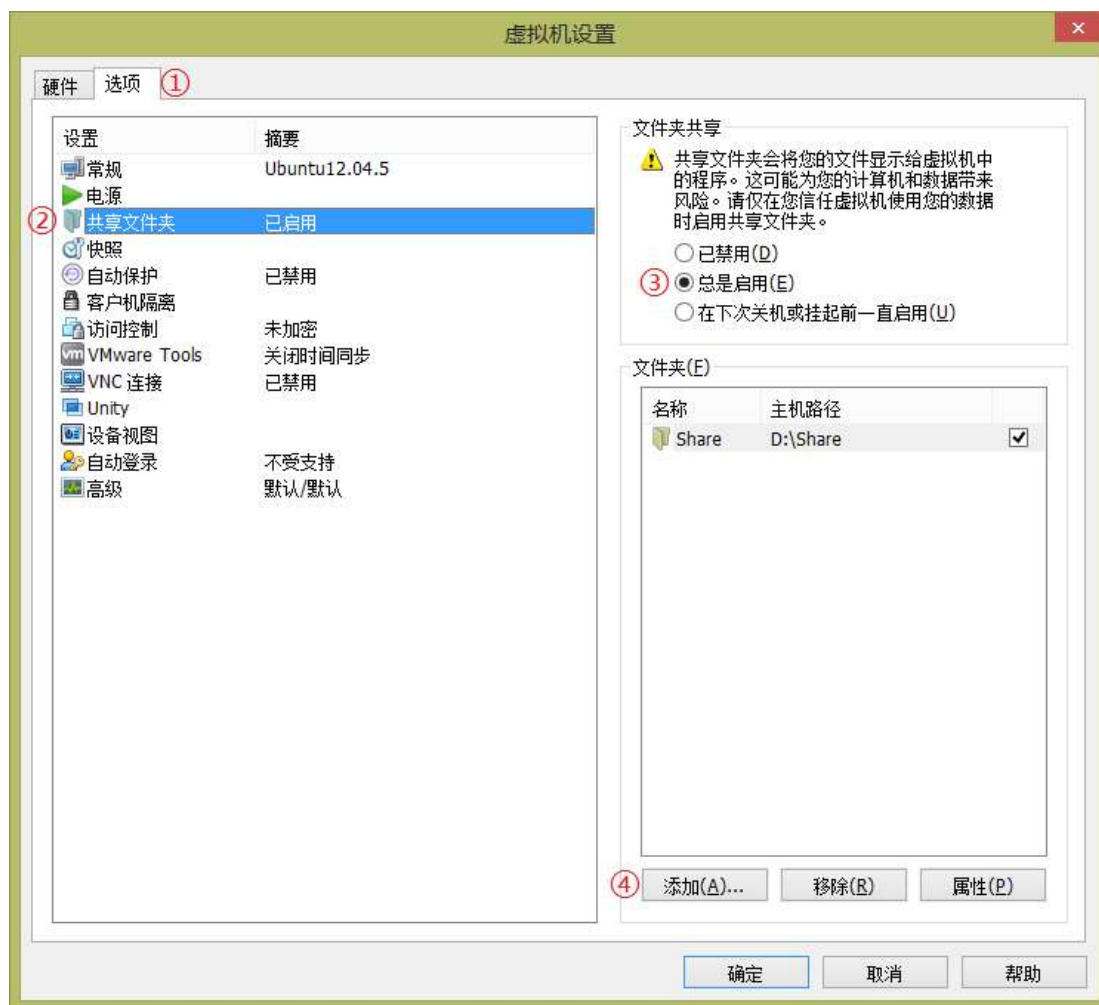 虚拟机设置
硬件 选项 ①
设置 摘要
常规 Ubuntu12.04.5
电源
② 共享文件夹 已启用
快照
自动保护 已禁用
客户机隔离
访问控制 未加密
vm VMware Tools 关闭时间同步
VNC 连接 已禁用
Unity
设备视图
自动登录 不受支持
高级 默认/默认
文件夹共享
共享文件夹会将您的文件显示给虚拟机中
的程序。这可能为您的计算机和数据带来
风险。请仅在您信任虚拟机使用您的数据
时启用共享文件夹。
已禁用(D)
③ 总是启用(E)
在下次关机或挂起前一直启用(U)
文件夹(F)
名称 主机路径
Share D:\Share
④ 添加(A)... 移除(R) 属性(P)
确定 取消 帮助